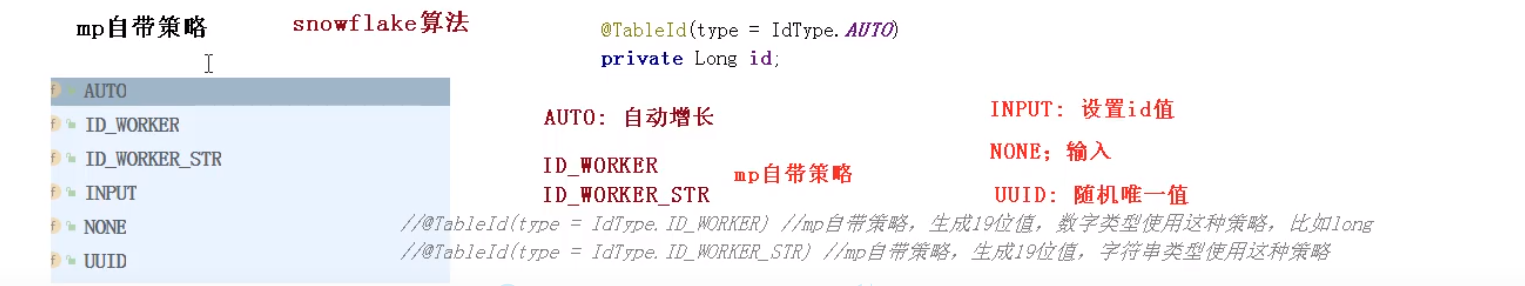 mp自带策略
snowflake算法
@TableId(type = IdType.AUTO)
private Long id;
AUTO
ID_WORKER
ID_WORKER_STR
INPUT
NONE
UUID
AUTO: 自动增长
ID_WORKER
ID_WORKER_STR
mp自带策略
INPUT: 设置id值
NONE; 输入
UUID: 随机唯一值
//@TableId(type = IdType.ID_WORKER) //mp自带策略，生成19位值，数字类型使用这种策略，比如long
//@TableId(type = IdType.ID_WORKER_STR) //mp自带策略，生成19位值，字符串类型使用这种策略